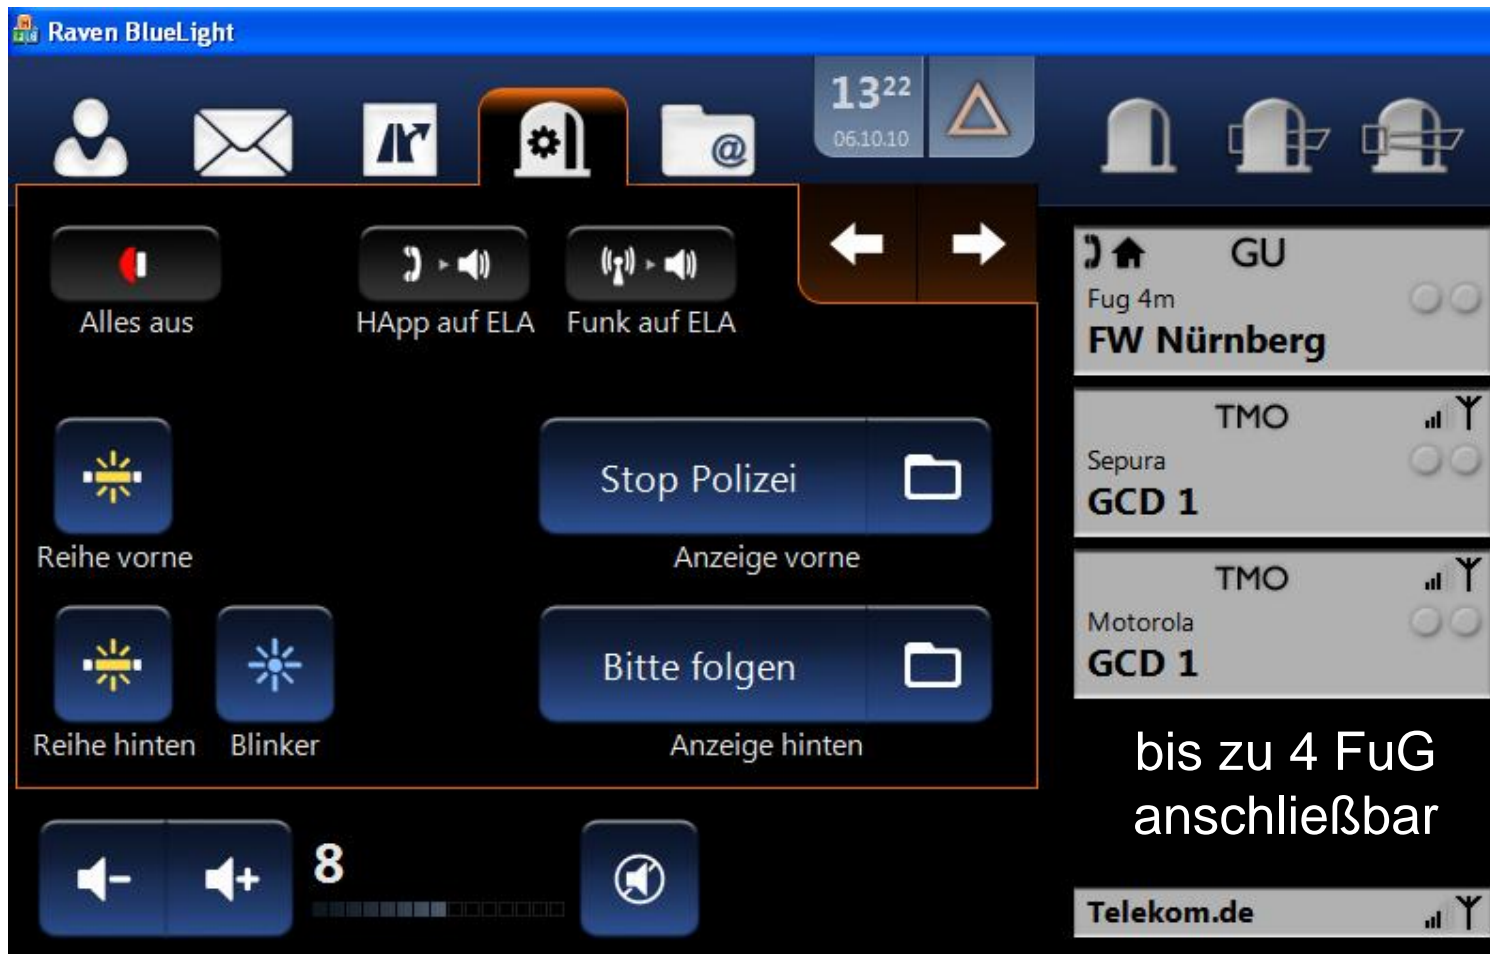 Raven BlueLight
13 22
06.10.10
@
Alles aus
HApp auf ELA
Funk auf ELA
Reihe vorne
Stop Polizei
Anzeige vorne
Reihe hinten
Blinker
Bitte folgen
Anzeige hinten
8
GU
Fug 4m
FW Nürnberg
TMO
Sepura
GCD 1
TMO
Motorola
GCD 1
bis zu 4 FuG
anschließbar
Telekom.de